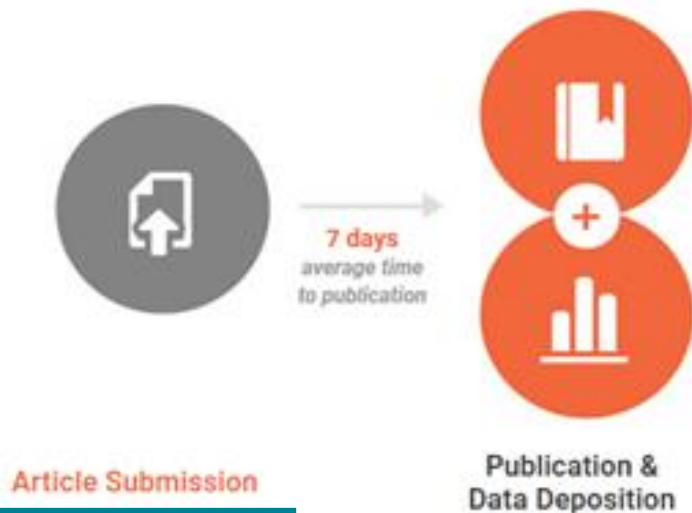 7 days
average time
to publication
Article Submission
Publication &
Data Deposition